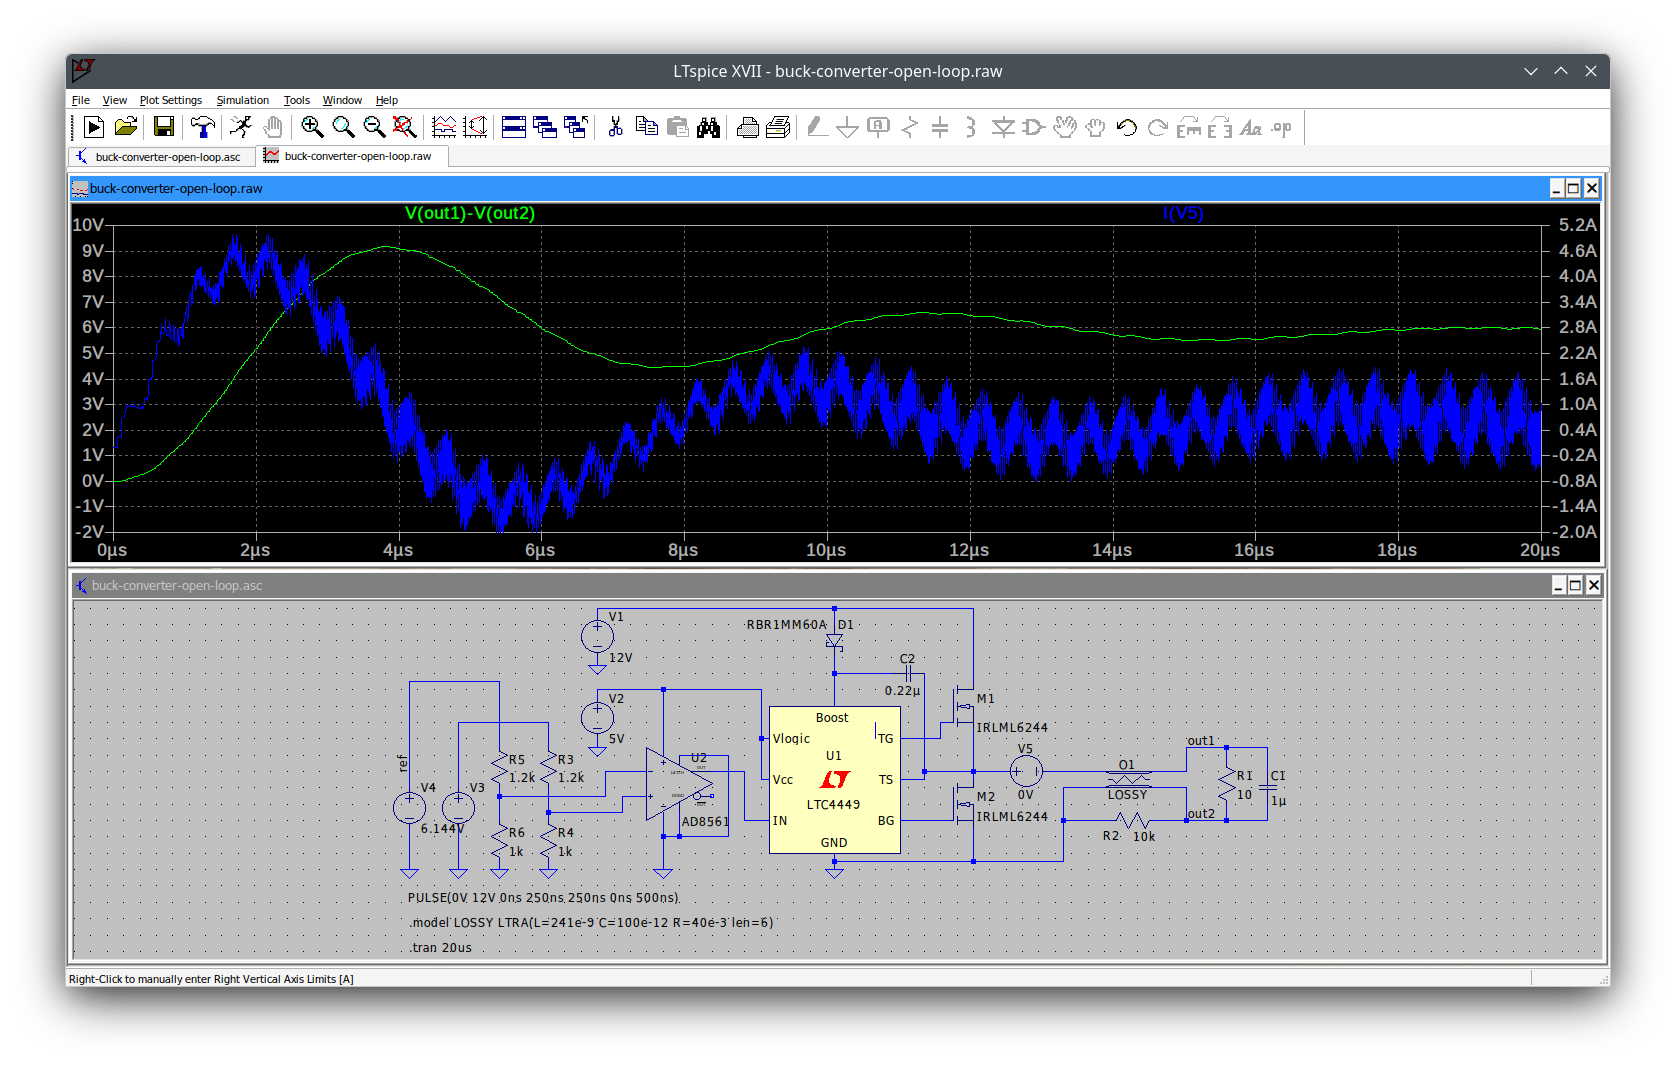 LTspice XVII - buck-converter-open-loop.raw
File View Plot Settings Simulation Tools Window Help
buck-converter-open-loop.asc buck-converter-open-loop.raw
buck-converter-open-loop.raw
V(out1)-V(out2) I(V5)
10V 5.2A
9V 4.6A
8V 4.0A
7V 3.4A
6V 2.8A
5V 2.2A
4V 1.6A
3V 1.0A
2V 0.4A
1V -0.2A
0V -0.8A
-1V -1.4A
-2V -2.0A
0µs 2µs 4µs 6µs 8µs 10µs 12µs 14µs 16µs 18µs 20µs
buck-converter-open-loop.asc
V1
12V
RBR1MM60A D1
C2
0.22µ
V2
5V
M1
IRLML6244
Boost
Vlogic TG
U1
Vcc TS
LTC4449
IN BG
GND
ref
R5
1.2k
R3
1.2k
U2
AD8561
V4
V3
6.144V
R6
1k
R4
1k
V5
0V
M2
IRLML6244
O1
LOSSY
out1
R1
10
C1
1µ
out2
R2 10k
PULSE(0V 12V 0ns 250ns 250ns 0ns 500ns)
.model LOSSY LTRA(L=241e-9 C=100e-12 R=40e-3 len=6)
.tran 20us
Right-Click to manually enter Right Vertical Axis Limits [A]